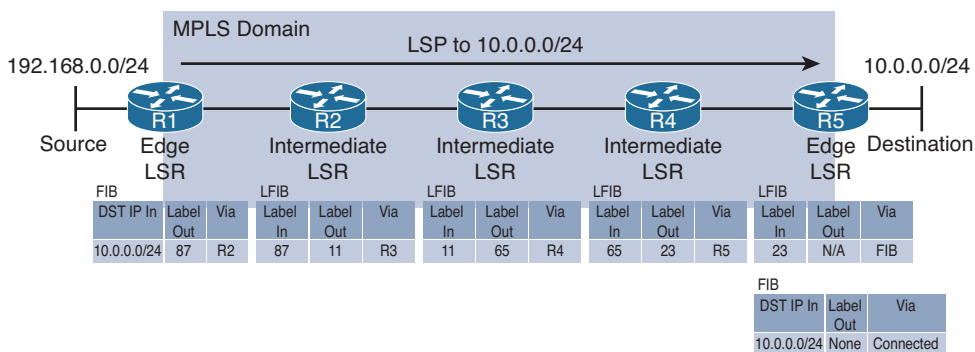 MPLS Domain
LSP to 10.0.0.0/24
192.168.0.0/24
10.0.0.0/24
R1
R2
R3
R4
R5
Source
Edge
LSR
Intermediate
LSR
Intermediate
LSR
Intermediate
LSR
Edge
LSR
Destination
FIB
DST IP In Label Out Via
10.0.0.0/24 87 R2
LFIB
Label In Label Out Via
87 11 R3
LFIB
Label In Label Out Via
11 65 R4
LFIB
Label In Label Out Via
65 23 R5
LFIB
Label In Label Out Via
23 N/A FIB
FIB
DST IP In Label Out Via
10.0.0.0/24 None Connected